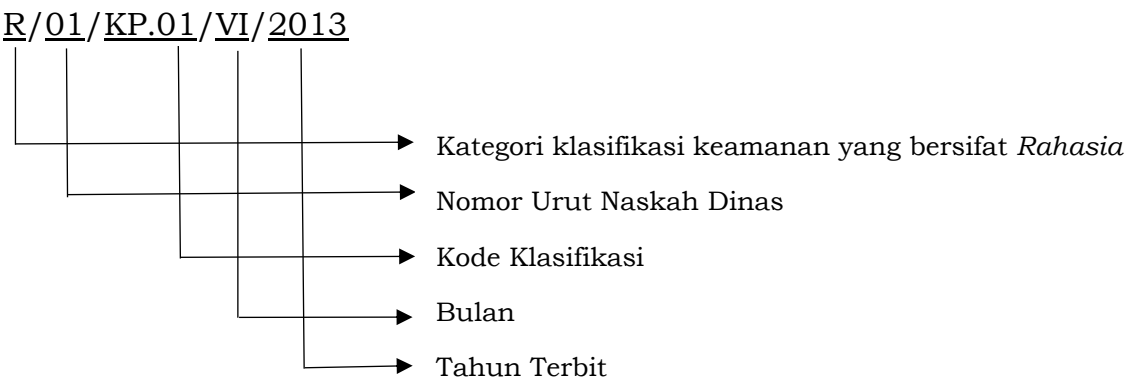 R/01/KP.01/VI/2013
Kategori klasifikasi keamanan yang bersifat Rahasia
Nomor Urut Naskah Dinas
Kode Klasifikasi
Bulan
Tahun Terbit